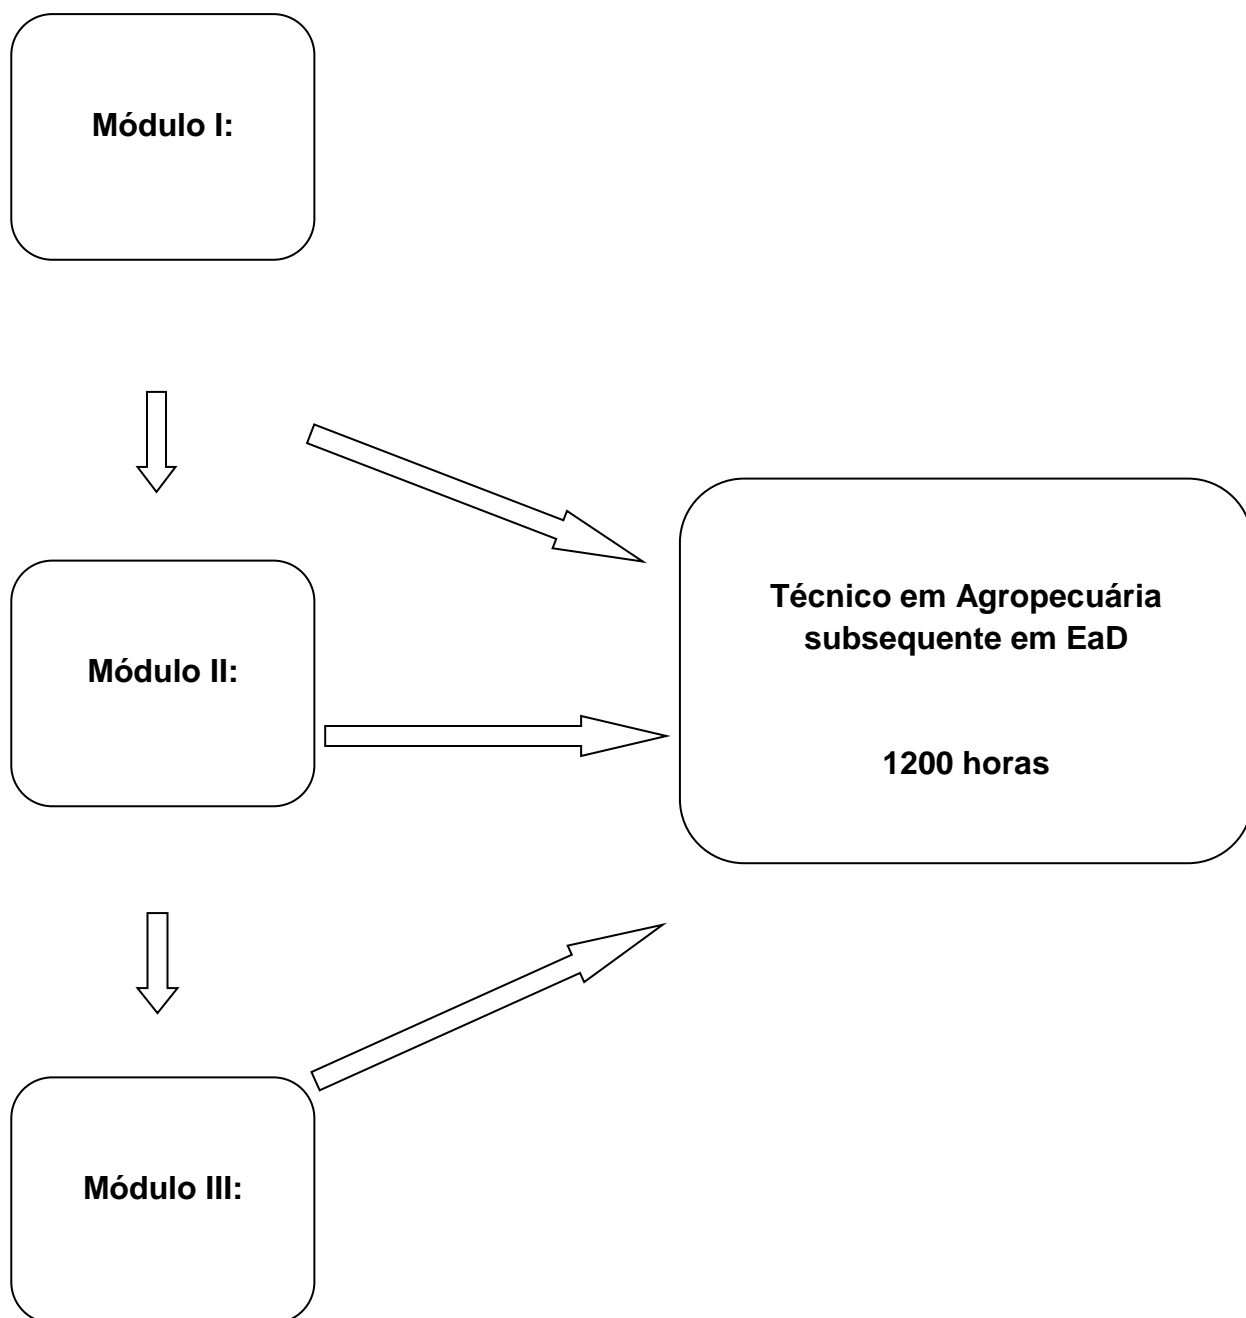 Módulo I:
Técnico em Agropecuária
subsequente em EaD
Módulo II:
1200 horas
Módulo III: